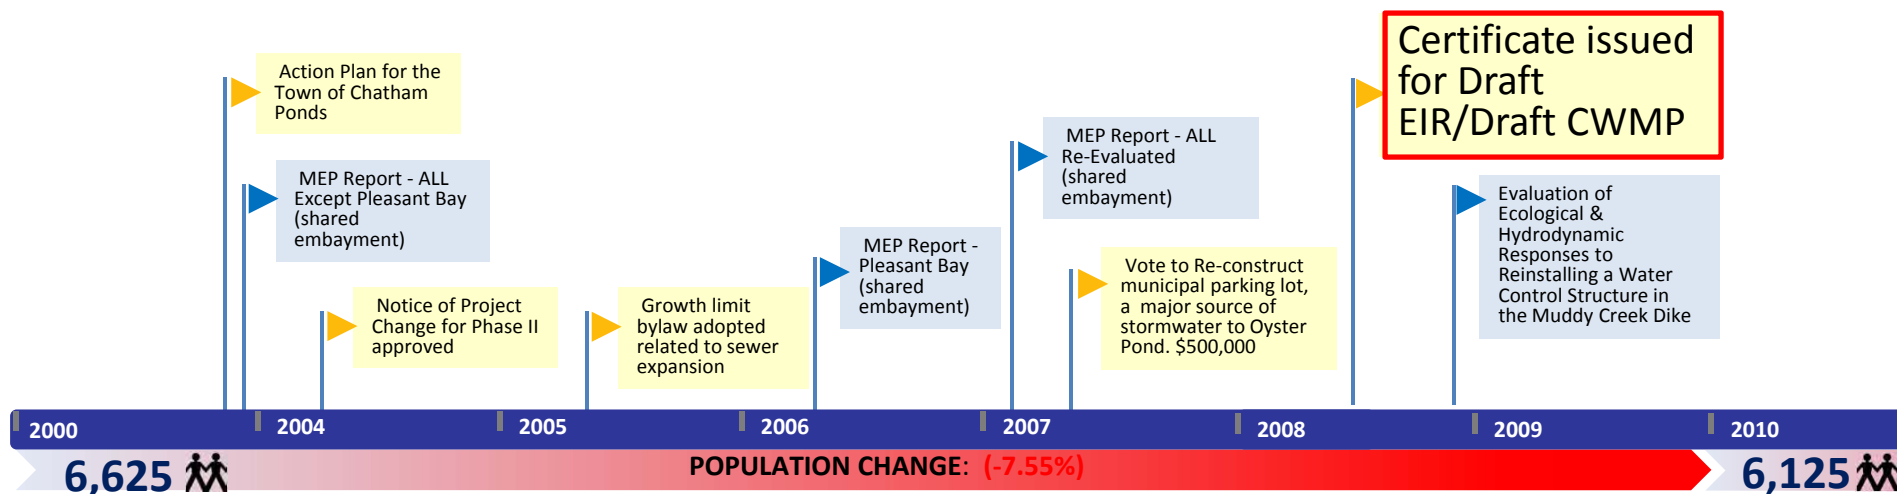 Action Plan for the
Town of Chatham
Ponds
MEP Report - ALL
Except Pleasant Bay
(shared
embayment)
Notice of Project
Change for Phase II
approved
Growth limit
bylaw adopted
related to sewer
expansion
MEP Report -
Pleasant Bay
(shared
embayment)
MEP Report - ALL
Re-Evaluated
(shared
embayment)
Vote to Re-construct
municipal parking lot,
a major source of
stormwater to Oyster
Pond. $500,000
Certificate issued
for Draft
EIR/Draft CWMP
Evaluation of
Ecological &
Hydrodynamic
Responses to
Reinstalling a Water
Control Structure in
the Muddy Creek Dike
2000
2004
2005
2006
2007
2008
2009
2010
6,625
POPULATION CHANGE: (-7.55%)
6,125